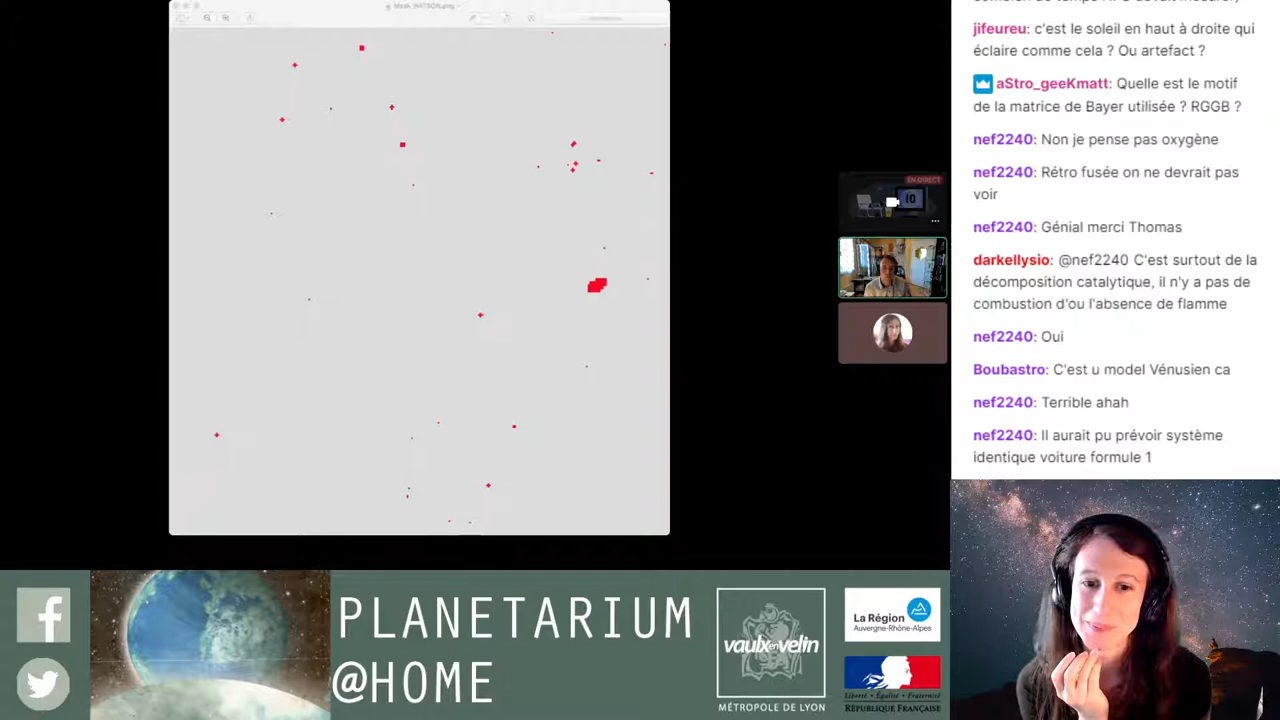 Mask_WATSON.png
jifeureu: c'est le soleil en haut à droite qui
éclaire comme cela ? Ou artefact ?
aStro_geeKmatt: Quelle est le motif
de la matrice de Bayer utilisée ? RGGB ?
nef2240: Non je pense pas oxygène
nef2240: Rétro fusée on ne devrait pas
voir
nef2240: Génial merci Thomas
darkellysio: @nef2240 C'est surtout de la
décomposition catalytique, il n'y a pas de
combustion d'ou l'absence de flamme
nef2240: Oui
Boubastro: C'est u model Vénusien ca
nef2240: Terrible ahah
nef2240: Il aurait pu prévoir système
identique voiture formule 1
EN DIRECT
10
PLANETARIUM
@HOME
vaulxenvelin
MÉTROPOLE DE LYON
La Région
Auvergne-Rhône-Alpes
Liberté • Égalité • Fraternité
RÉPUBLIQUE FRANÇAISE